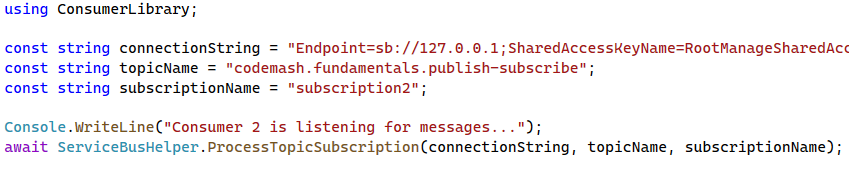 using ConsumerLibrary;
const string connectionString = "Endpoint=sb://127.0.0.1;SharedAccessKeyName=RootManageSharedAcc
const string topicName = "codemash.fundamentals.publish-subscribe";
const string subscriptionName = "subscription2";
Console.WriteLine("Consumer 2 is listening for messages...");
await ServiceBusHelper.ProcessTopicSubscription(connectionString, topicName, subscriptionName);